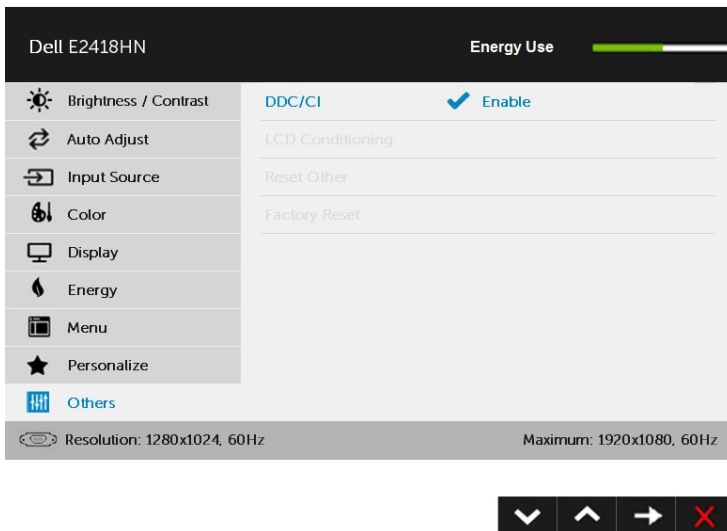 Dell E2418HN Energy Use
Brightness / Contrast DDC/CI Enable
Auto Adjust LCD Conditioning
Input Source Reset Other
Color Factory Reset
Display
Energy
Menu
Personalize
Others
Resolution: 1280x1024, 60Hz Maximum: 1920x1080, 60Hz